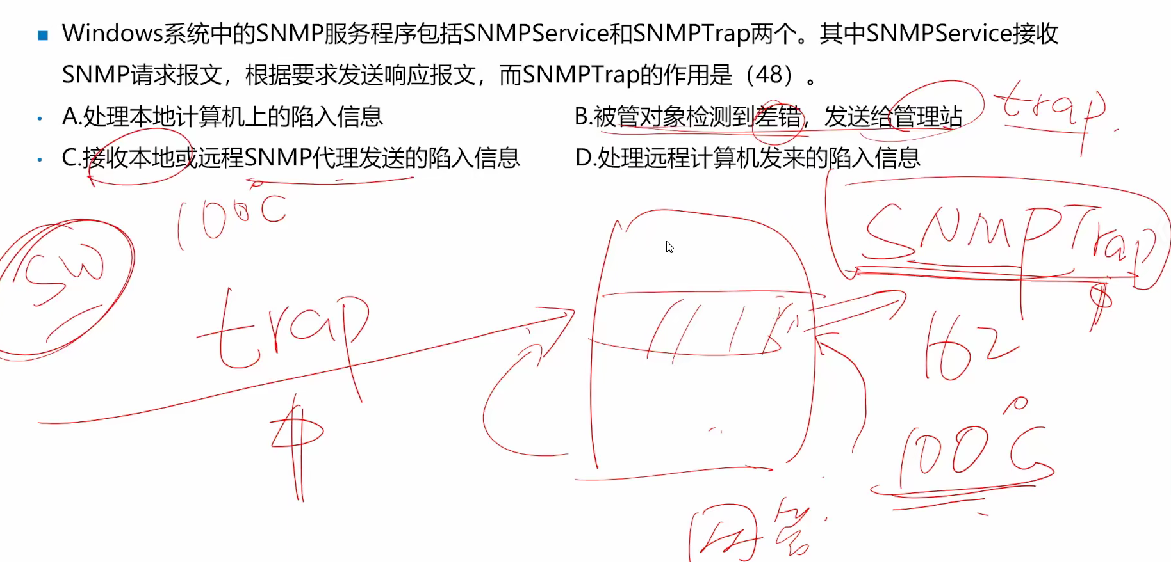 Windows系统中的SNMP服务程序包括SNMPService和SNMPTrap两个。其中SNMPService接收
SNMP请求报文，根据要求发送响应报文，而SNMPTrap的作用是（48）。
A.处理本地计算机上的陷入信息
B.被管对象检测到差错，发送给管理站
trap
C.接收本地或远程SNMP代理发送的陷入信息
D.处理远程计算机发来的陷入信息
100℃
SNMPTrap
SW
trap
162
100℃
网管